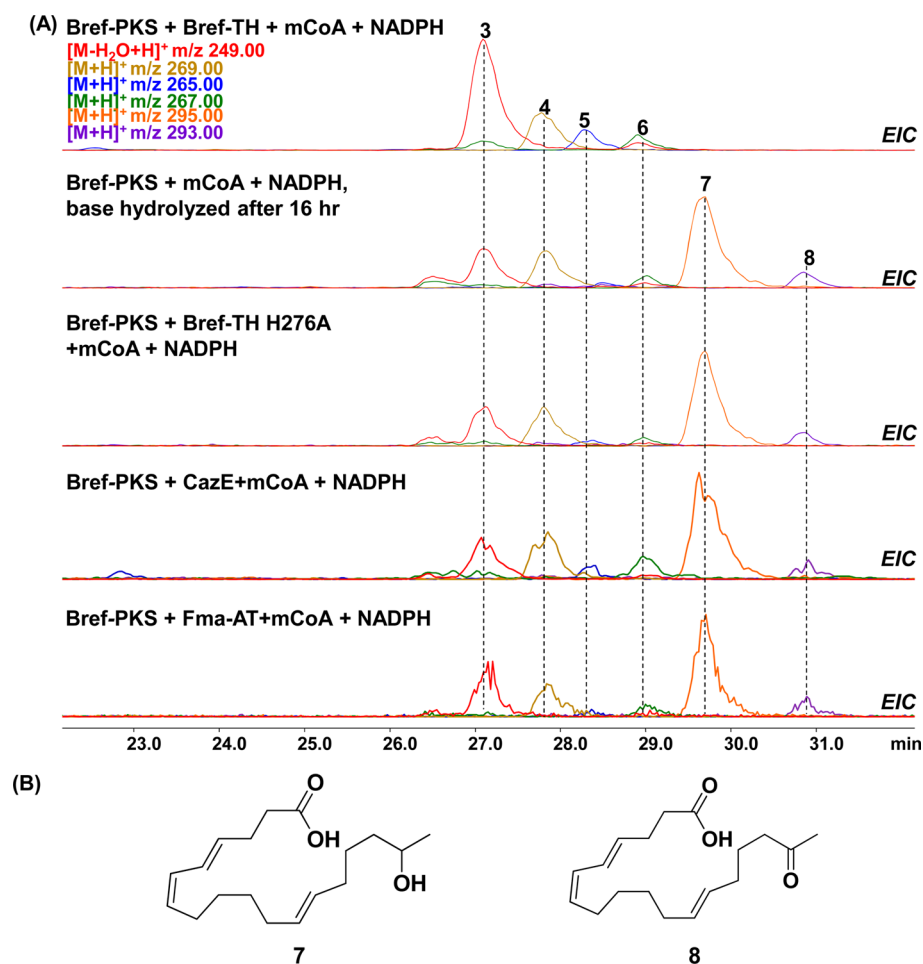 (A) Bref-PKS + Bref-TH + mCoA + NADPH
[M-H₂O+H]⁺ m/z 249.00
[M+H]⁺ m/z 269.00
[M+H]⁺ m/z 265.00
[M+H]⁺ m/z 267.00
[M+H]⁺ m/z 295.00
[M+H]⁺ m/z 293.00
3
4
5
6
EIC
Bref-PKS + mCoA + NADPH,
base hydrolyzed after 16 hr
7
8
EIC
Bref-PKS + Bref-TH H276A
+mCoA + NADPH
EIC
Bref-PKS + CazE+mCoA + NADPH
EIC
Bref-PKS + Fma-AT+mCoA + NADPH
EIC
23.0 24.0 25.0 26.0 27.0 28.0 29.0 30.0 31.0 min
(B)
O
OH
OH
7
O
OH
O
8